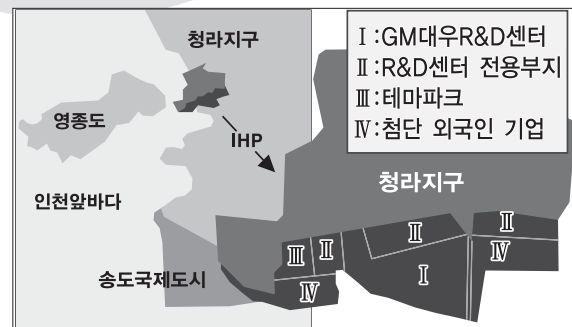 청라지구
영종도
IHP
인천앞바다
송도국제도시
Ⅰ:GM대우R&D센터
Ⅱ:R&D센터 전용부지
Ⅲ:테마파크
Ⅳ:첨단 외국인 기업
청라지구
Ⅲ
Ⅱ
Ⅱ
Ⅱ
Ⅳ
Ⅰ
Ⅳ